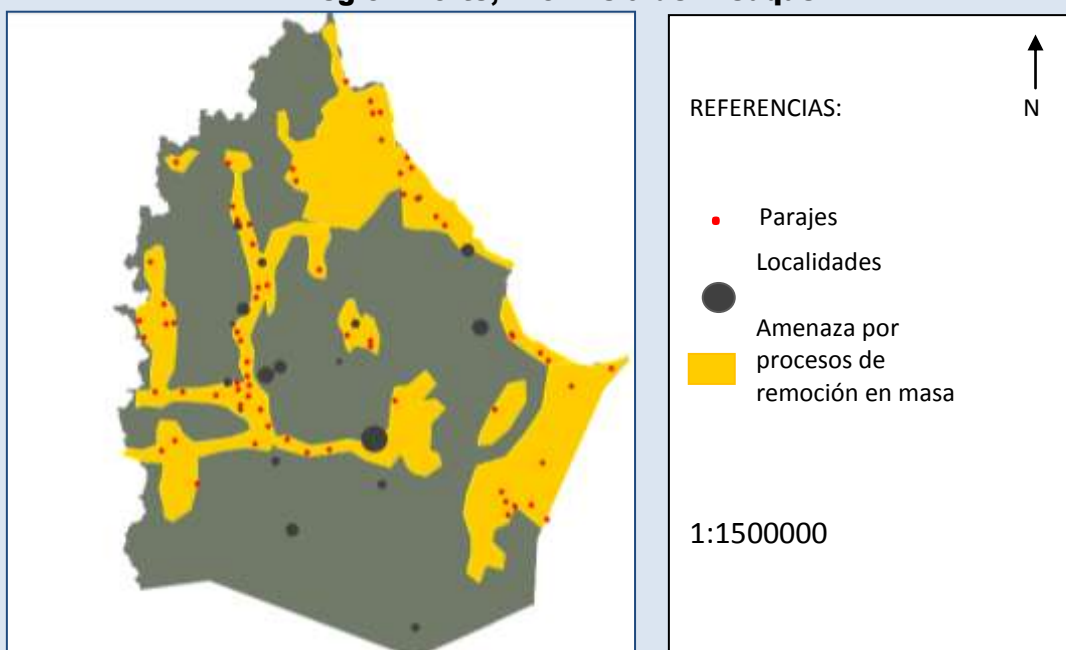 REFERENCIAS:
N
Parajes
Localidades
Amenaza por
procesos de
remoción en masa
1:1500000